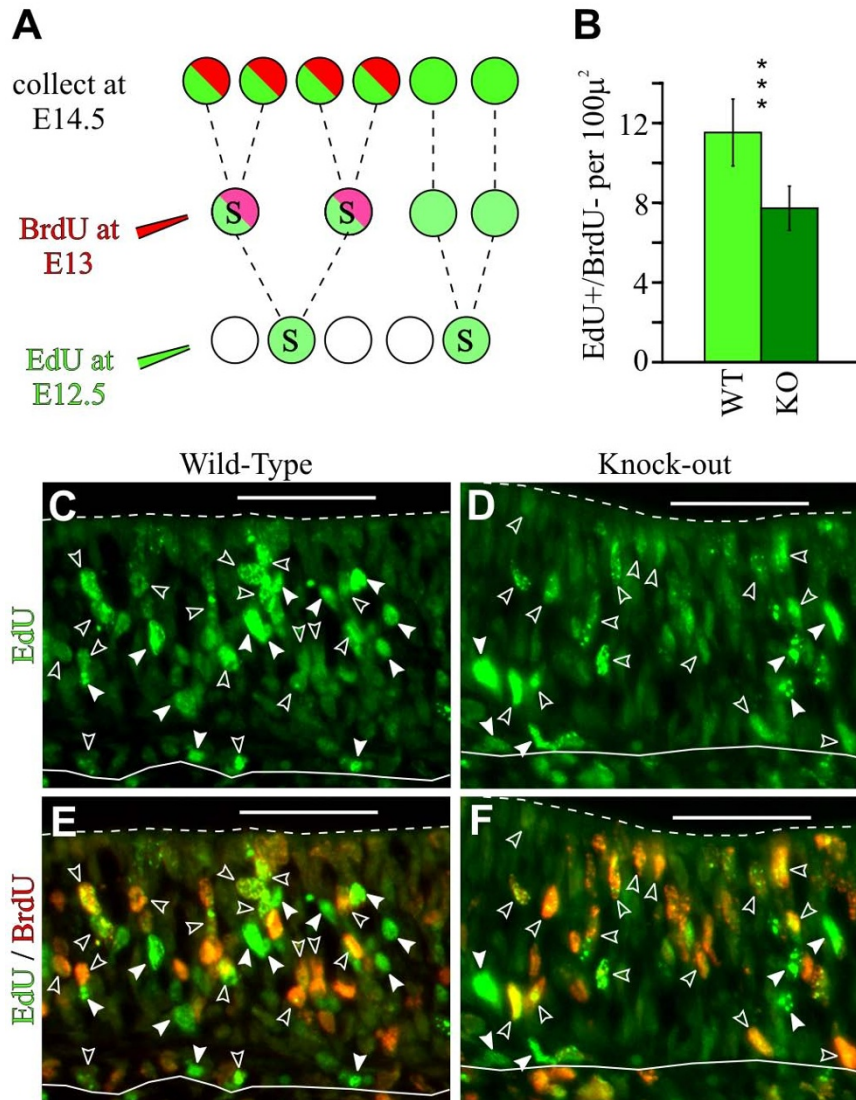 A
collect at
E14.5
BrdU at
E13
EdU at
E12.5
S
S
S
S
B
EdU+/BrdU- per 100µ²
12
8
4
0
***
WT
KO
Wild-Type
Knock-out
EdU
C
D
EdU / BrdU
E
F